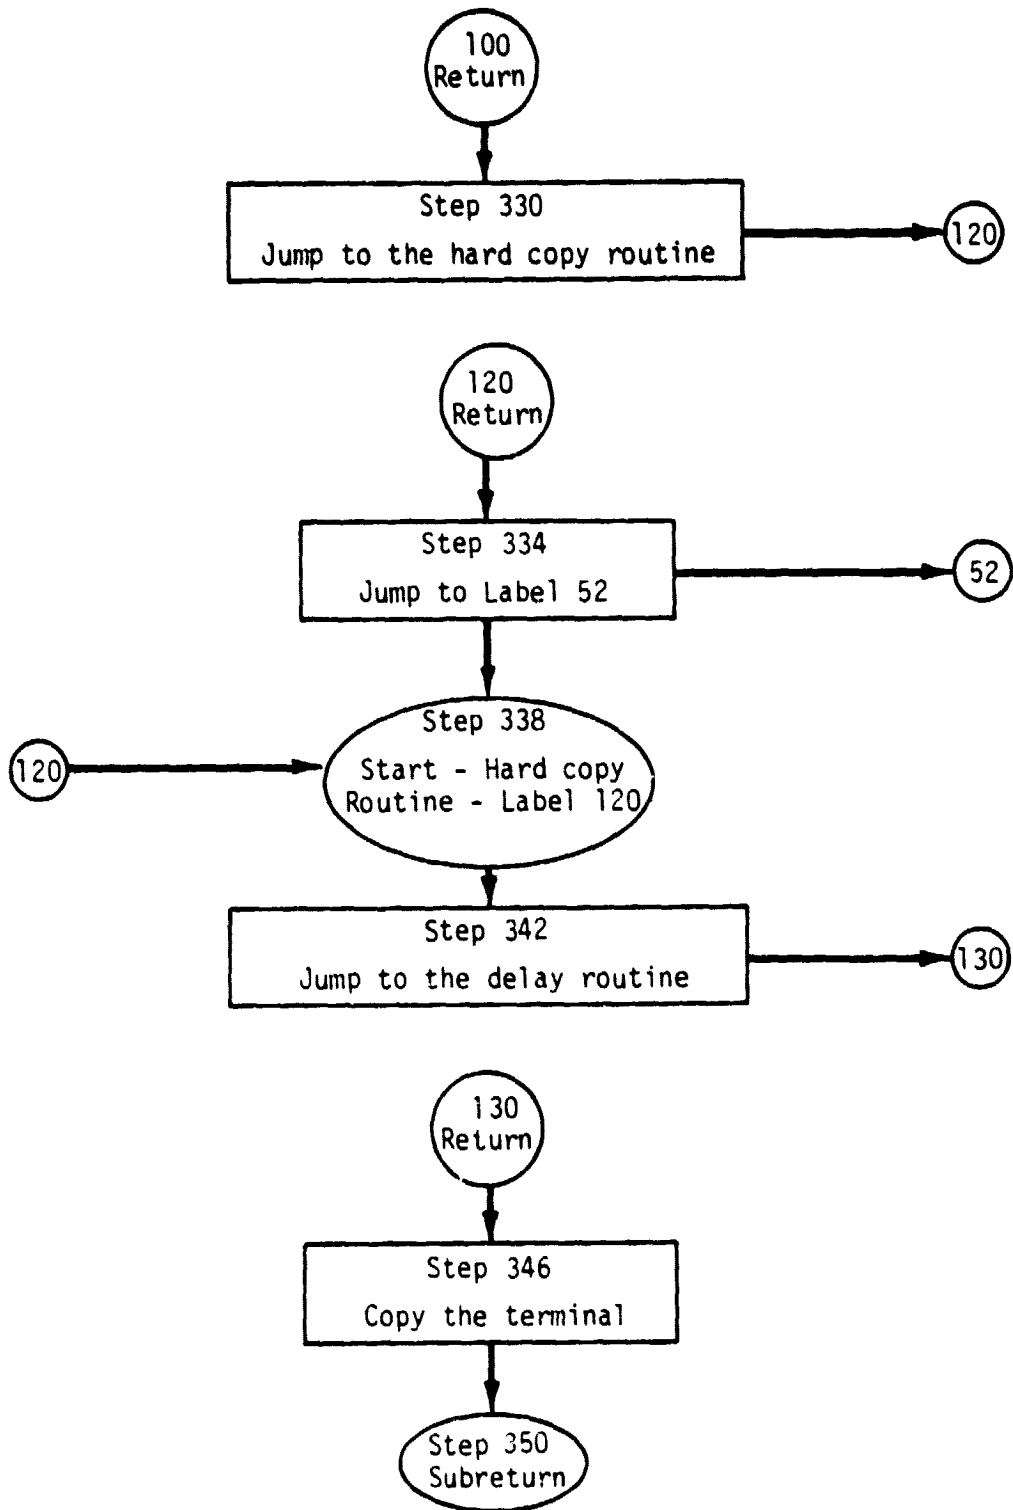 100
Return
Step 330
Jump to the hard copy routine
120
120
Return
Step 334
Jump to Label 52
52
Step 338
120
Start - Hard copy
Routine - Label 120
Step 342
Jump to the delay routine
130
130
Return
Step 346
Copy the terminal
Step 350
Subreturn